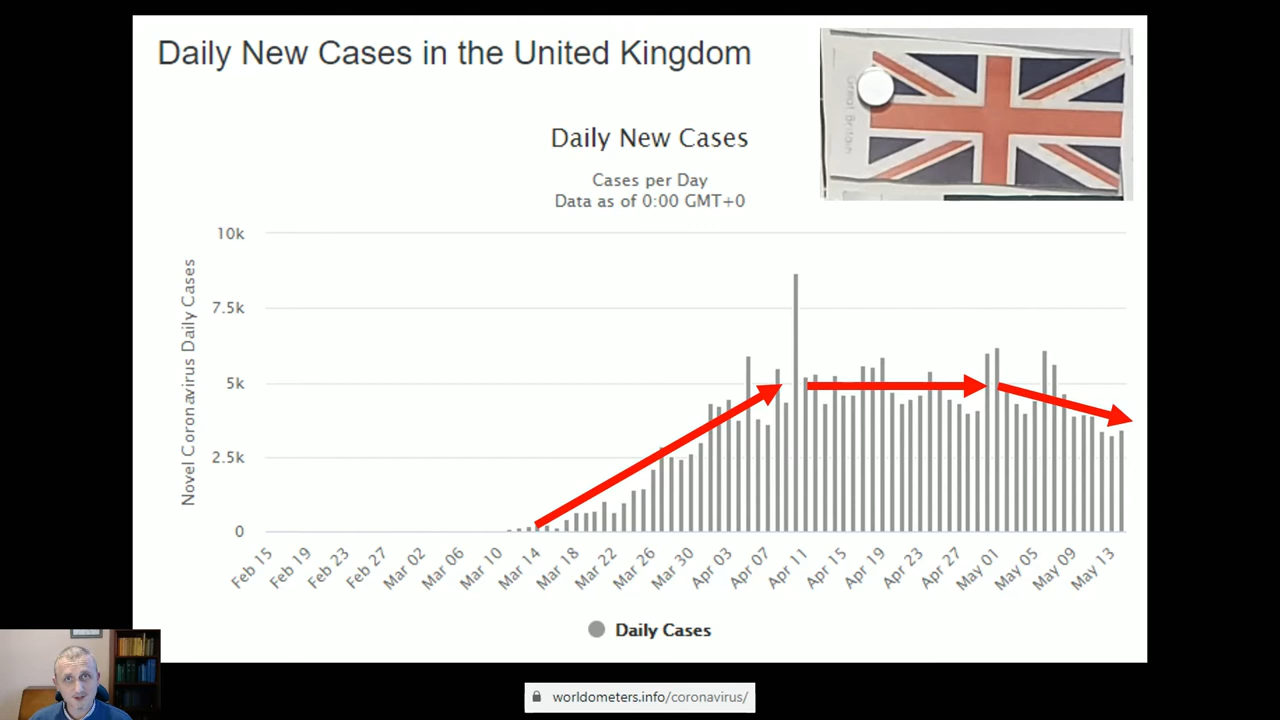 Daily New Cases in the United Kingdom
Great Britain
Daily New Cases
Cases per Day
Data as of 0:00 GMT+0
Novel Coronavirus Daily Cases
10k
7.5k
5k
2.5k
0
Feb 15
Feb 19
Feb 23
Feb 27
Mar 02
Mar 06
Mar 10
Mar 14
Mar 18
Mar 22
Mar 26
Mar 30
Apr 03
Apr 07
Apr 11
Apr 15
Apr 19
Apr 23
Apr 27
May 01
May 05
May 09
May 13
Daily Cases
worldometers.info/coronavirus/